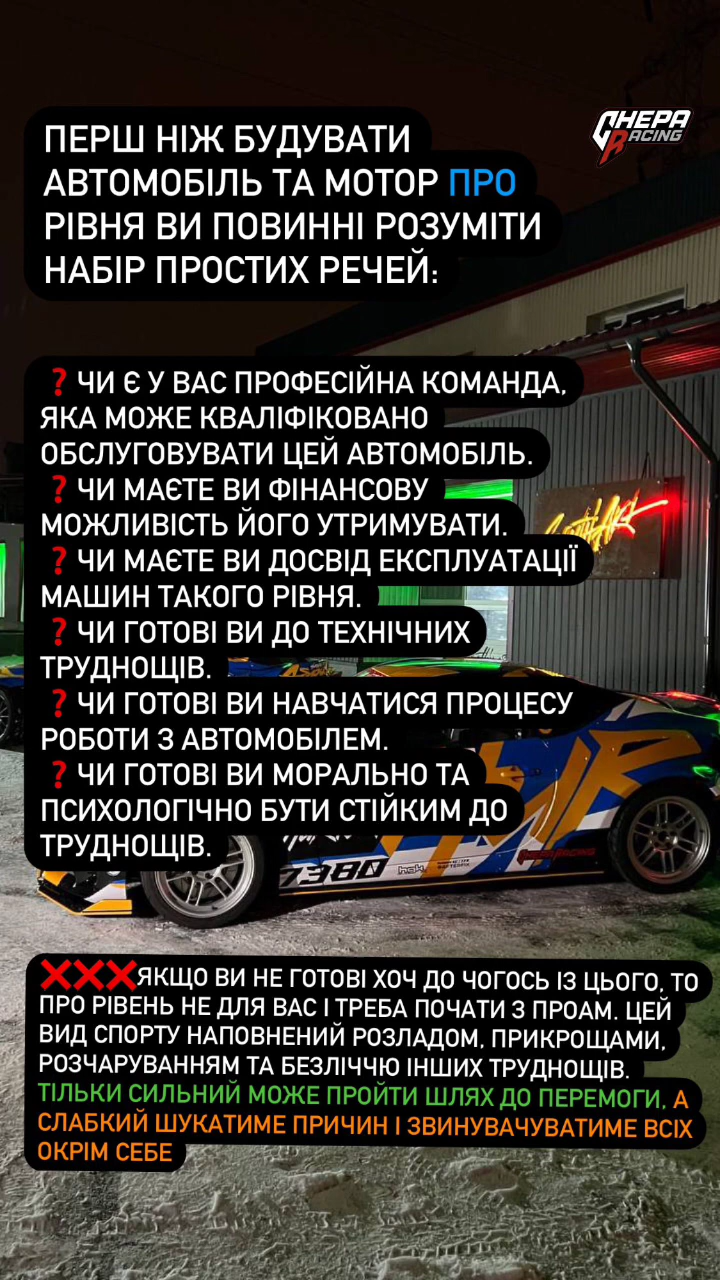 CHEPA
RACING
ПЕРШ НІЖ БУДУВАТИ
АВТОМОБІЛЬ ТА МОТОР ПРО
РІВНЯ ВИ ПОВИННІ РОЗУМІТИ
НАБІР ПРОСТИХ РЕЧЕЙ:
❓ЧИ Є У ВАС ПРОФЕСІЙНА КОМАНДА,
ЯКА МОЖЕ КВАЛІФІКОВАНО
ОБСЛУГОВУВАТИ ЦЕЙ АВТОМОБІЛЬ.
❓ЧИ МАЄТЕ ВИ ФІНАНСОВУ
МОЖЛИВІСТЬ ЙОГО УТРИМУВАТИ.
❓ЧИ МАЄТЕ ВИ ДОСВІД ЕКСПЛУАТАЦІЇ
МАШИН ТАКОГО РІВНЯ.
❓ЧИ ГОТОВІ ВИ ДО ТЕХНІЧНИХ
ТРУДНОЩІВ.
❓ЧИ ГОТОВІ ВИ НАВЧАТИСЯ ПРОЦЕСУ
РОБОТИ З АВТОМОБІЛЕМ.
❓ЧИ ГОТОВІ ВИ МОРАЛЬНО ТА
ПСИХОЛОГІЧНО БУТИ СТІЙКИМ ДО
ТРУДНОЩІВ.
7380
CHEPA RACING
❌❌❌ЯКЩО ВИ НЕ ГОТОВІ ХОЧ ДО ЧОГОСЬ ІЗ ЦЬОГО, ТО
ПРО РІВЕНЬ НЕ ДЛЯ ВАС І ТРЕБА ПОЧАТИ З ПРОАМ. ЦЕЙ
ВИД СПОРТУ НАПОВНЕНИЙ РОЗЛАДОМ, ПРИКРОЩАМИ,
РОЗЧАРУВАННЯМ ТА БЕЗЛІЧЧЮ ІНШИХ ТРУДНОЩІВ.
ТІЛЬКИ СИЛЬНИЙ МОЖЕ ПРОЙТИ ШЛЯХ ДО ПЕРЕМОГИ, А
СЛАБКИЙ ШУКАТИМЕ ПРИЧИН І ЗВИНУВАЧУВАТИМЕ ВСІХ
ОКРІМ СЕБЕ